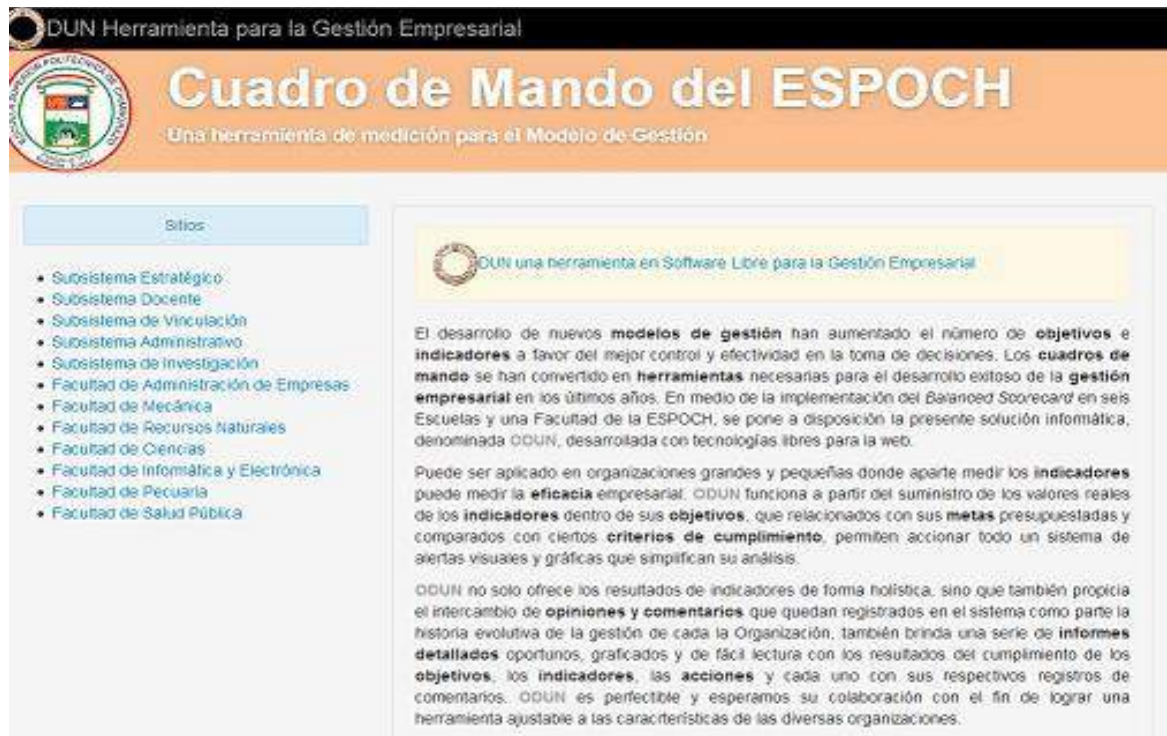 ODUN Herramienta para la Gestión Empresarial
Cuadro de Mando del ESPOCH
Una herramienta de medición para el Modelo de Gestión
Sitios
• Subsistema Estratégico
• Subsistema Docente
• Subsistema de Vinculación
• Subsistema Administrativo
• Subsistema de Investigación
• Facultad de Administración de Empresas
• Facultad de Mecánica
• Facultad de Recursos Naturales
• Facultad de Ciencias
• Facultad de Informática y Electrónica
• Facultad de Pecuaria
• Facultad de Salud Pública
ODUN una herramienta en Software Libre para la Gestión Empresarial
El desarrollo de nuevos modelos de gestión han aumentado el número de objetivos e
indicadores a favor del mejor control y efectividad en la toma de decisiones. Los cuadros de
mando se han convertido en herramientas necesarias para el desarrollo exitoso de la gestión
empresarial en los últimos años. En medio de la implementación del Balanced Scorecard en seis
Escuelas y una Facultad de la ESPOCH, se pone a disposición la presente solución informática,
denominada ODUN, desarrollada con tecnologías libres para la web.
Puede ser aplicado en organizaciones grandes y pequeñas donde aparte medir los indicadores
puede medir la eficacia empresarial. ODUN funciona a partir del suministro de los valores reales
de los indicadores dentro de sus objetivos, que relacionados con sus metas presupuestadas y
comparados con ciertos criterios de cumplimiento, permiten accionar todo un sistema de
alertas visuales y gráficas que simplifican su análisis.
ODUN no solo ofrece los resultados de indicadores de forma holística, sino que también propicia
el intercambio de opiniones y comentarios que quedan registrados en el sistema como parte la
historia evolutiva de la gestión de cada la Organización, también brinda una serie de informes
detallados oportunos, graficados y de fácil lectura con los resultados del cumplimiento de los
objetivos, los indicadores, las acciones y cada uno con sus respectivos registros de
comentarios. ODUN es perfectible y esperamos su colaboración con el fin de lograr una
herramienta ajustable a las caracrterísticas de las diversas organizaciones.